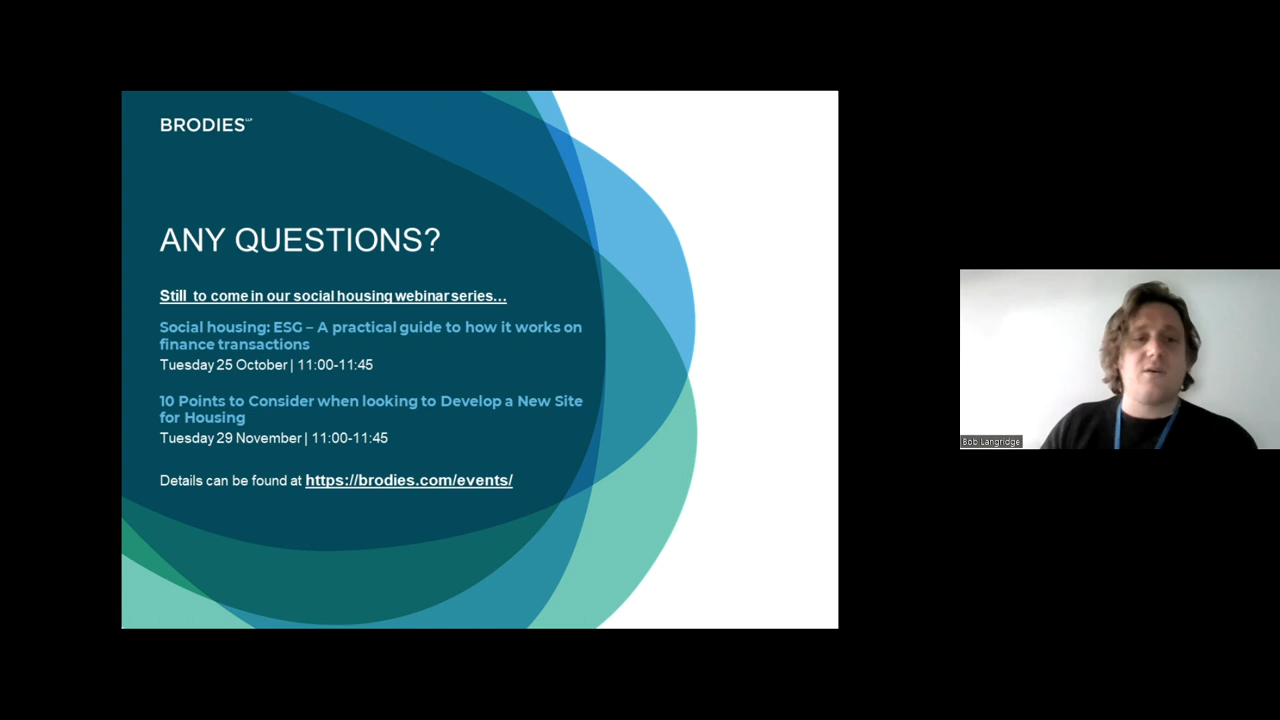 BRODIES LLP
ANY QUESTIONS?
Still to come in our social housing webinar series...
Social housing: ESG – A practical guide to how it works on
finance transactions
Tuesday 25 October | 11:00-11:45
10 Points to Consider when looking to Develop a New Site
for Housing
Tuesday 29 November | 11:00-11:45
Details can be found at https://brodies.com/events/
Bob Langridge